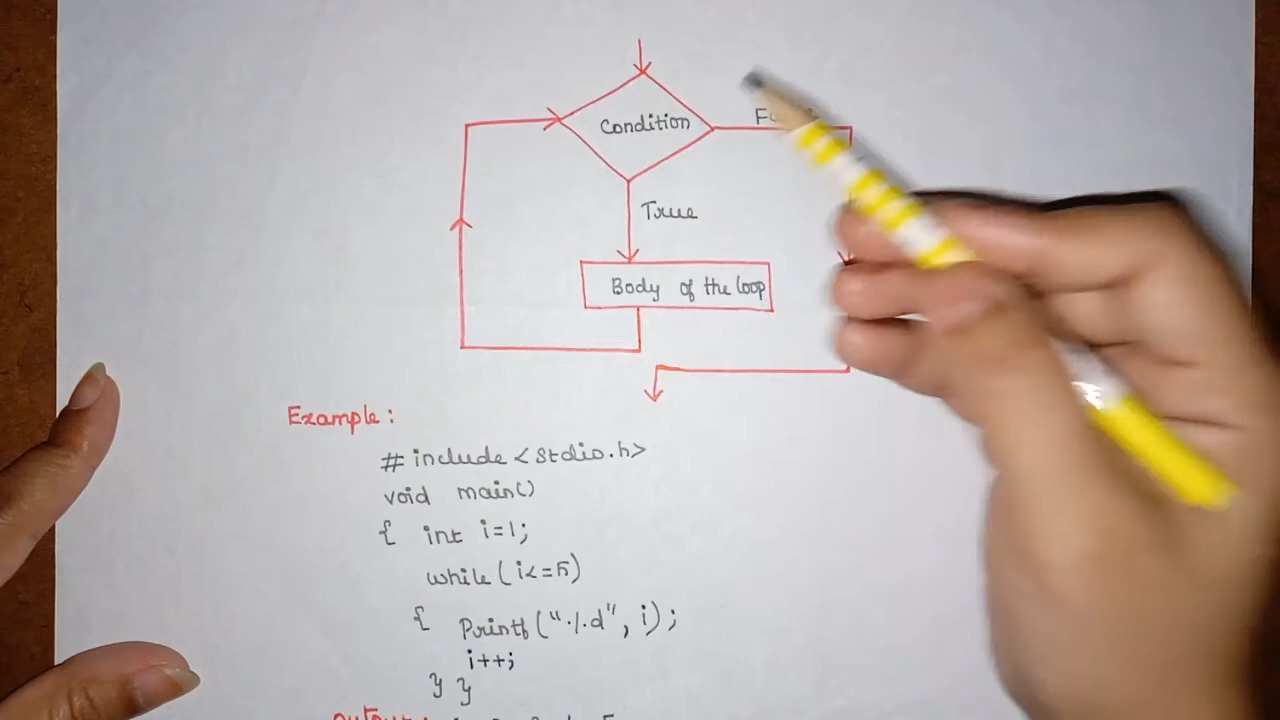 Condition
True
Body of the loop
Example:
# include <stdio.h>
void main()
{ int i=1;
while(i<=5)
{ Printf("%d", i);
i++;
} }